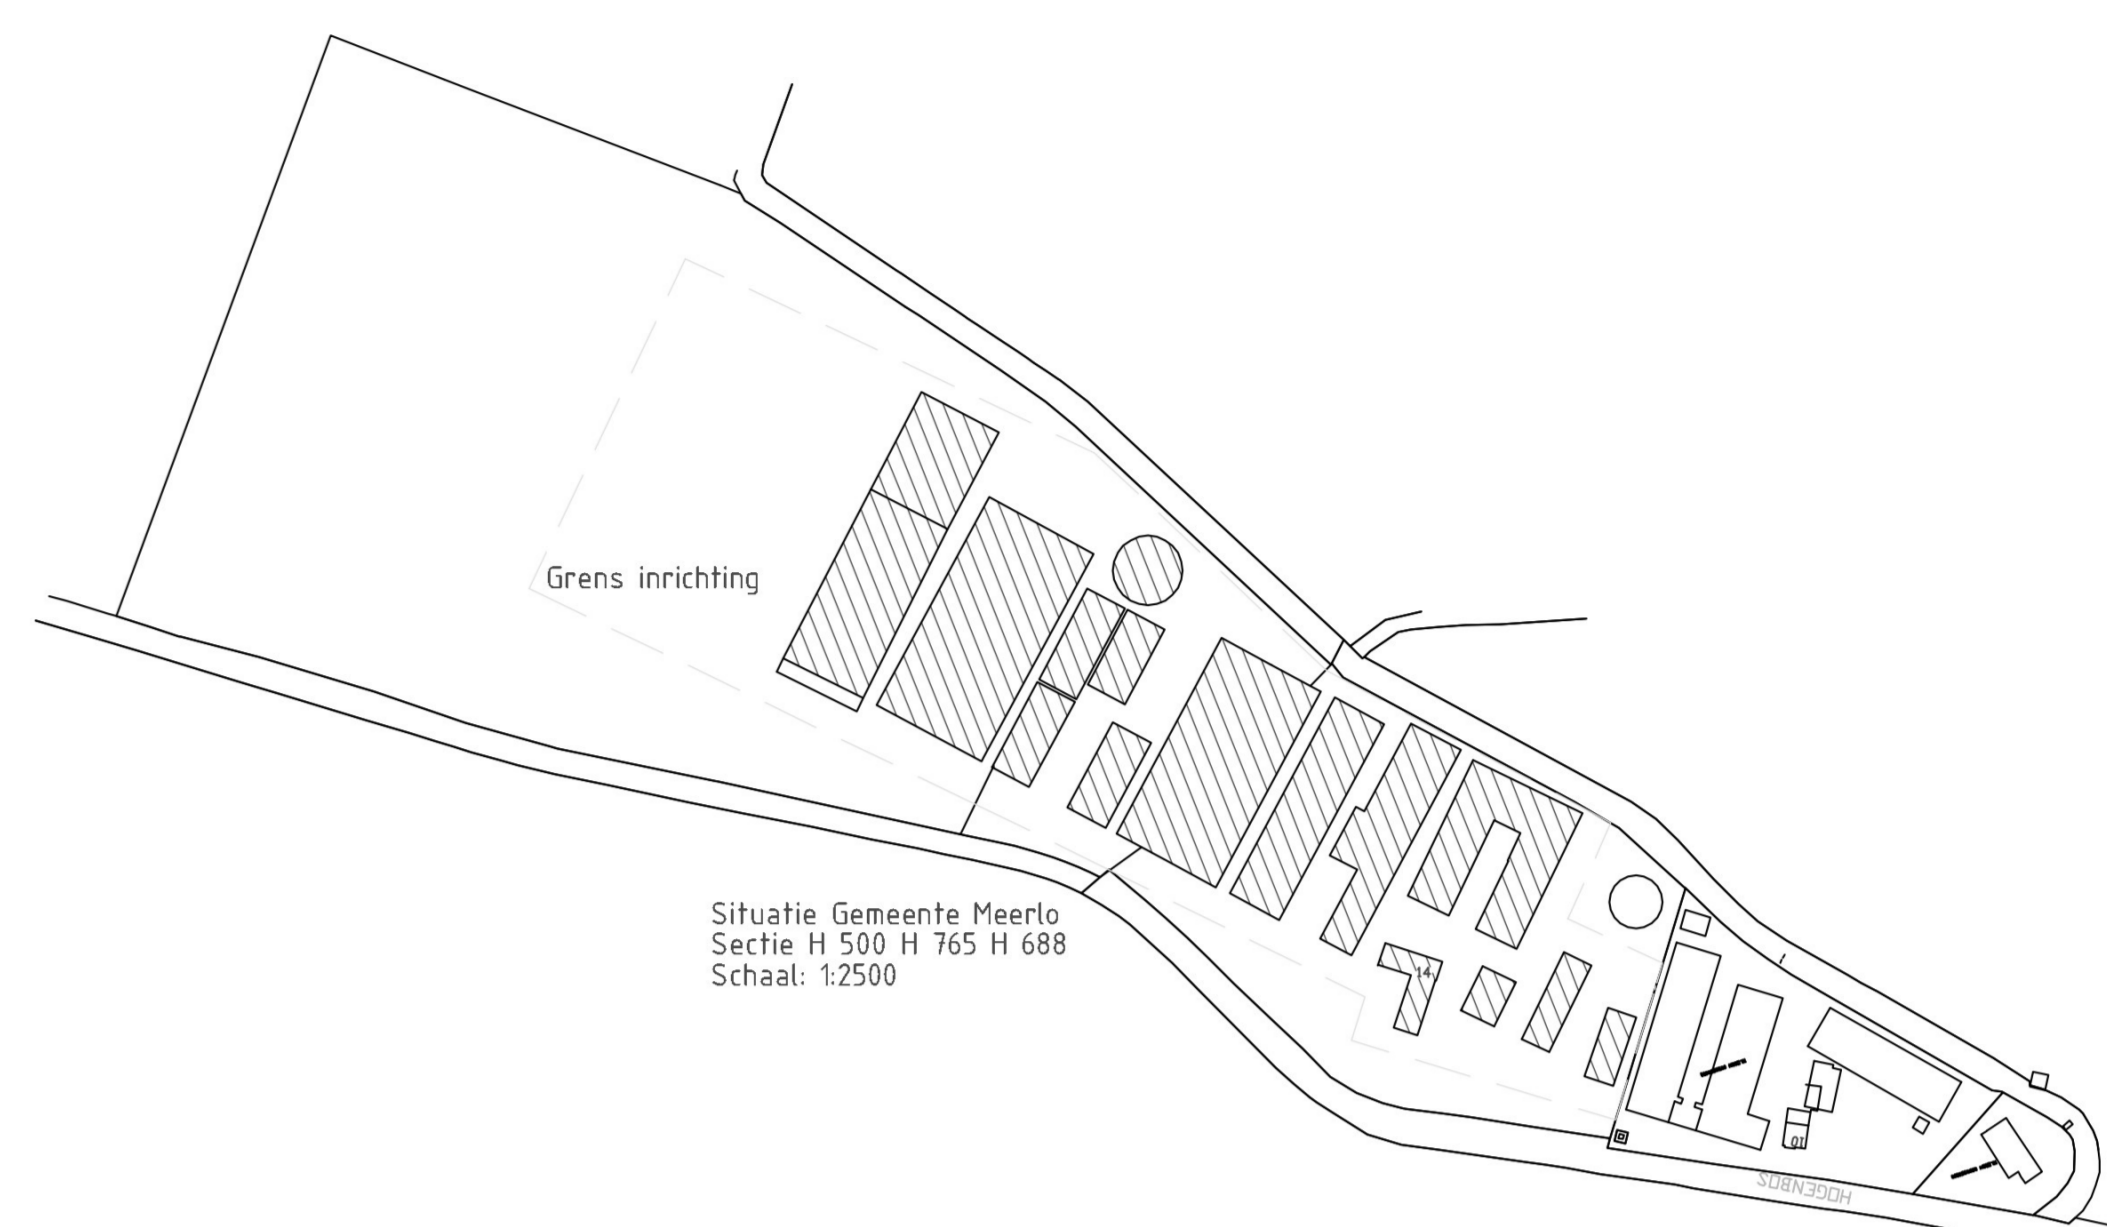 Grens inrichting
14
Situatie Gemeente Meerlo
Sectie H 500 H 765 H 688
Schaal: 1:2500
10
HOGENBOS